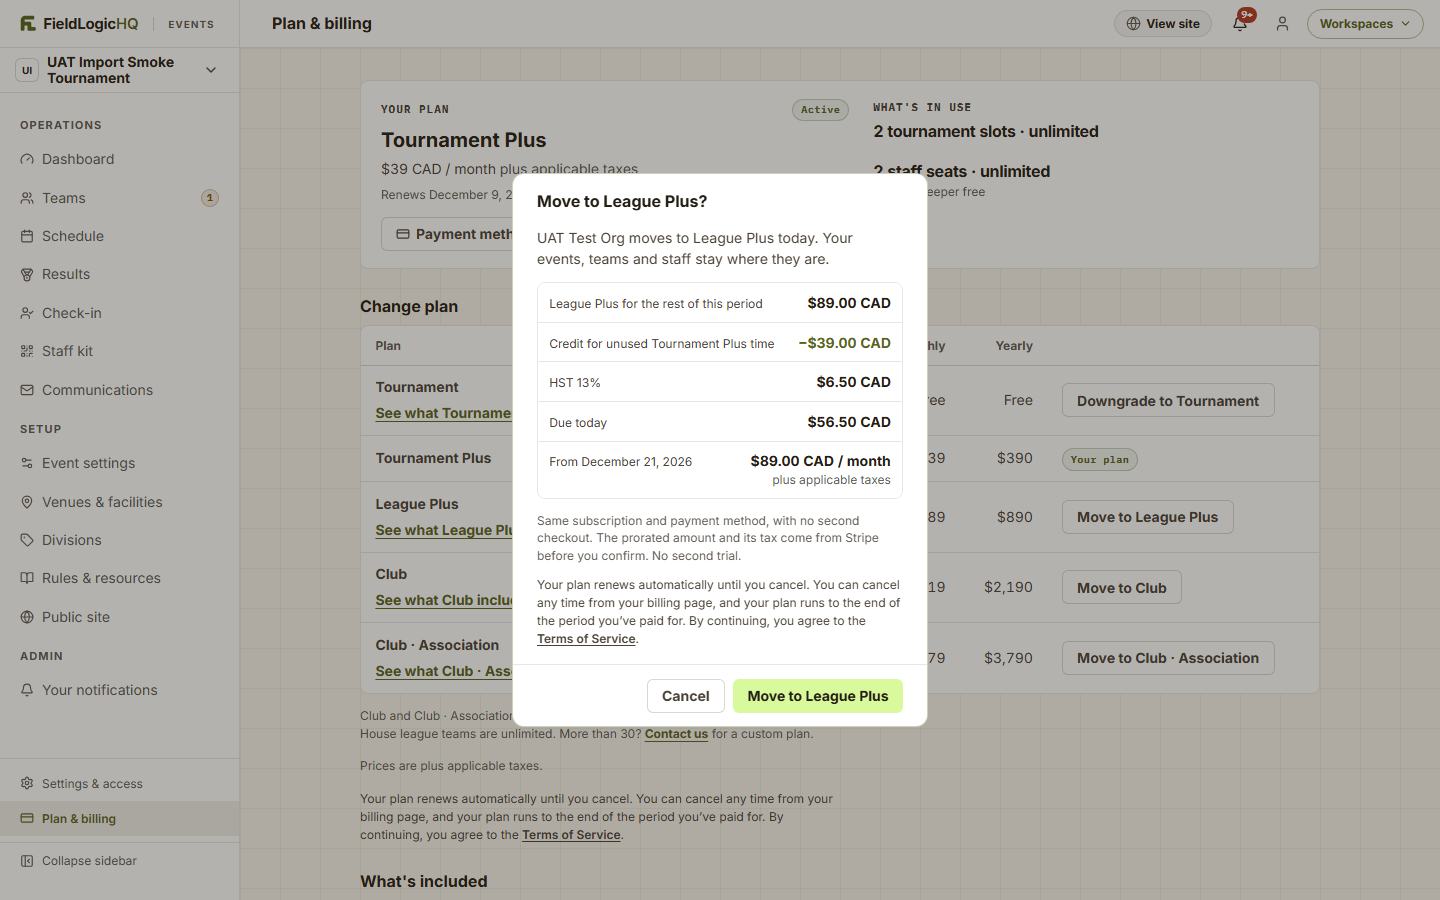 FieldLogicHQ
EVENTS
Plan & billing
View site
9+
Workspaces
UI
UAT Import Smoke
Tournament
OPERATIONS
Dashboard
Teams
1
Schedule
Results
Check-in
Staff kit
Communications
SETUP
Event settings
Venues & facilities
Divisions
Rules & resources
Public site
ADMIN
Your notifications
Settings & access
Plan & billing
Collapse sidebar
YOUR PLAN
Active
Tournament Plus
$39 CAD / month plus applicable taxes
Renews December 9, 2
Payment meth
WHAT'S IN USE
2 tournament slots · unlimited
2 staff seats · unlimited
eeper free
Change plan
Plan
hly
Yearly
Tournament
See what Tourname
ree
Free
Downgrade to Tournament
Tournament Plus
39
$390
Your plan
League Plus
See what League Plu
89
$890
Move to League Plus
Club
See what Club inclu
19
$2,190
Move to Club
Club · Association
See what Club · Ass
79
$3,790
Move to Club · Association
Club and Club · Association
House league teams are unlimited. More than 30? Contact us for a custom plan.
Prices are plus applicable taxes.
Your plan renews automatically until you cancel. You can cancel any time from your
billing page, and your plan runs to the end of the period you've paid for. By
continuing, you agree to the Terms of Service.
What's included
Move to League Plus?
UAT Test Org moves to League Plus today. Your
events, teams and staff stay where they are.
League Plus for the rest of this period
$89.00 CAD
Credit for unused Tournament Plus time
−$39.00 CAD
HST 13%
$6.50 CAD
Due today
$56.50 CAD
From December 21, 2026
$89.00 CAD / month
plus applicable taxes
Same subscription and payment method, with no second
checkout. The prorated amount and its tax come from Stripe
before you confirm. No second trial.
Your plan renews automatically until you cancel. You can cancel
any time from your billing page, and your plan runs to the end of
the period you've paid for. By continuing, you agree to the
Terms of Service.
Cancel
Move to League Plus